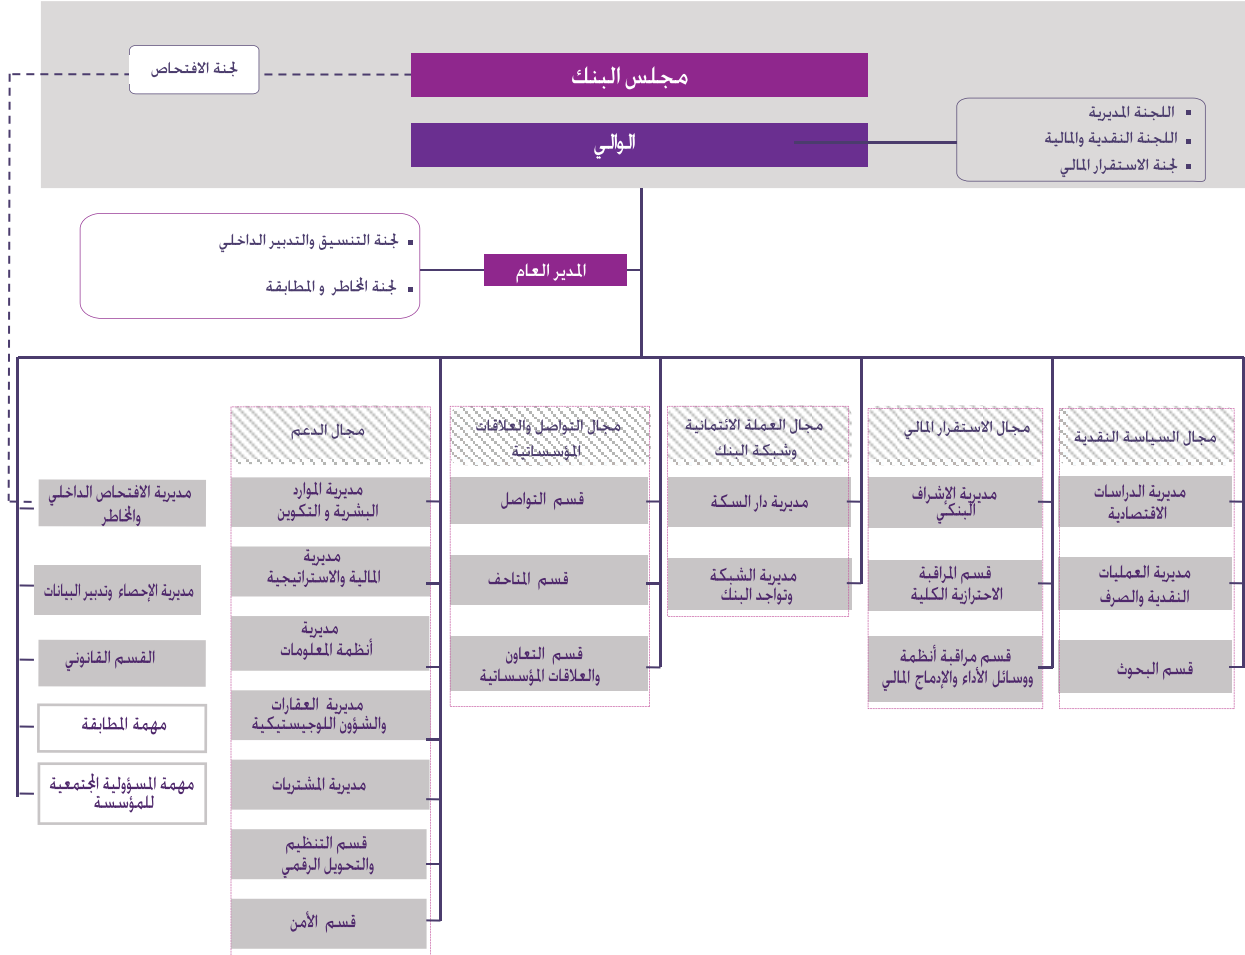 مجلس البنك
لجنة الافتحاص
الوالي
اللجنة المديرية
اللجنة النقدية والمالية
لجنة الاستقرار المالي
المدير العام
لجنة التنسيق والتدبير الداخلي
لجنة المخاطر و المطابقة
مجال السياسة النقدية
مديرية الدراسات
الاقتصادية
مديرية العمليات
النقدية والصرف
قسم البحوث
مجال الاستقرار المالي
مديرية الإشراف
البنكي
قسم المراقبة
الاحترازية الكلية
قسم مراقبة أنظمة
ووسائل الأداء والإدماج المالي
مجال العملة الائتمانية
وشبكة البنك
مديرية دار السكة
مديرية الشبكة
وتواجد البنك
مجال التواصل والعلاقات
المؤسساتية
قسم التواصل
قسم المتاحف
قسم التعاون
والعلاقات المؤسساتية
مجال الدعم
مديرية الموارد
البشرية و التكوين
مديرية
المالية والاستراتيجية
مديرية
أنظمة المعلومات
مديرية العقارات
والشؤون اللوجيستيكية
مديرية المشتريات
قسم التنظيم
والتحويل الرقمي
قسم الأمن
مديرية الافتحاص الداخلي
والمخاطر
مديرية الإحصاء وتدبير البيانات
القسم القانوني
مهمة المطابقة
مهمة المسؤولية المجتمعية
للمؤسسة